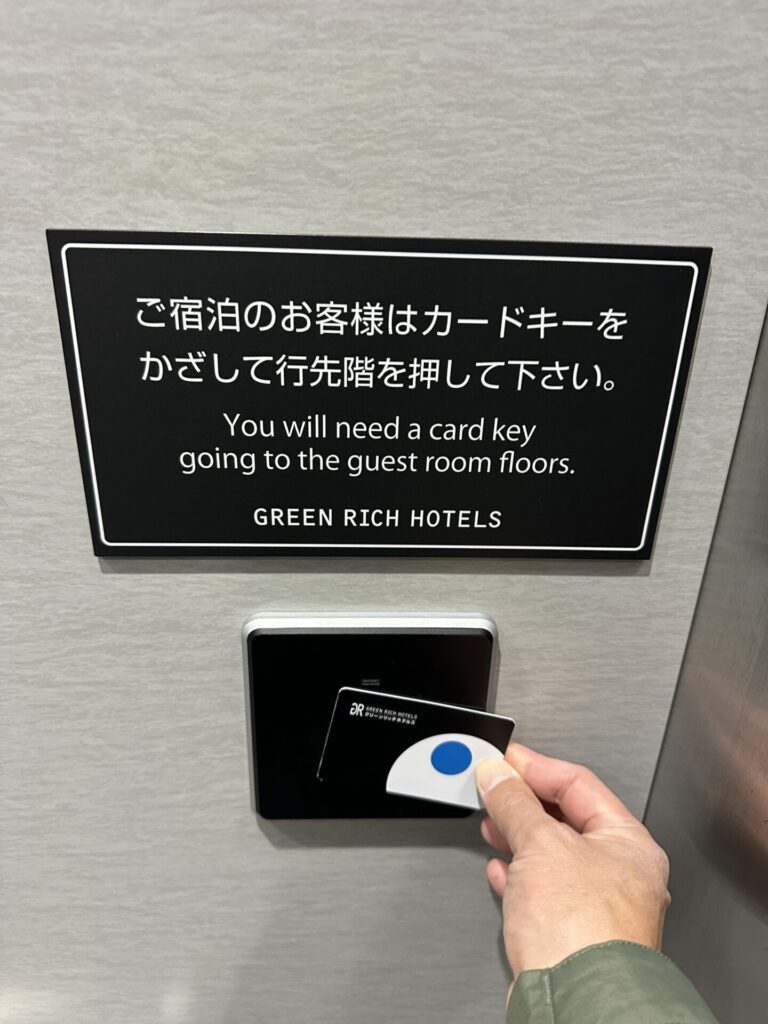 ご宿泊のお客様はカードキーを
かざして行先階を押して下さい。
You will need a card key
going to the guest room floors.
GREEN RICH HOTELS
GR GREEN RICH HOTELS
グリーンリッチホテルズ